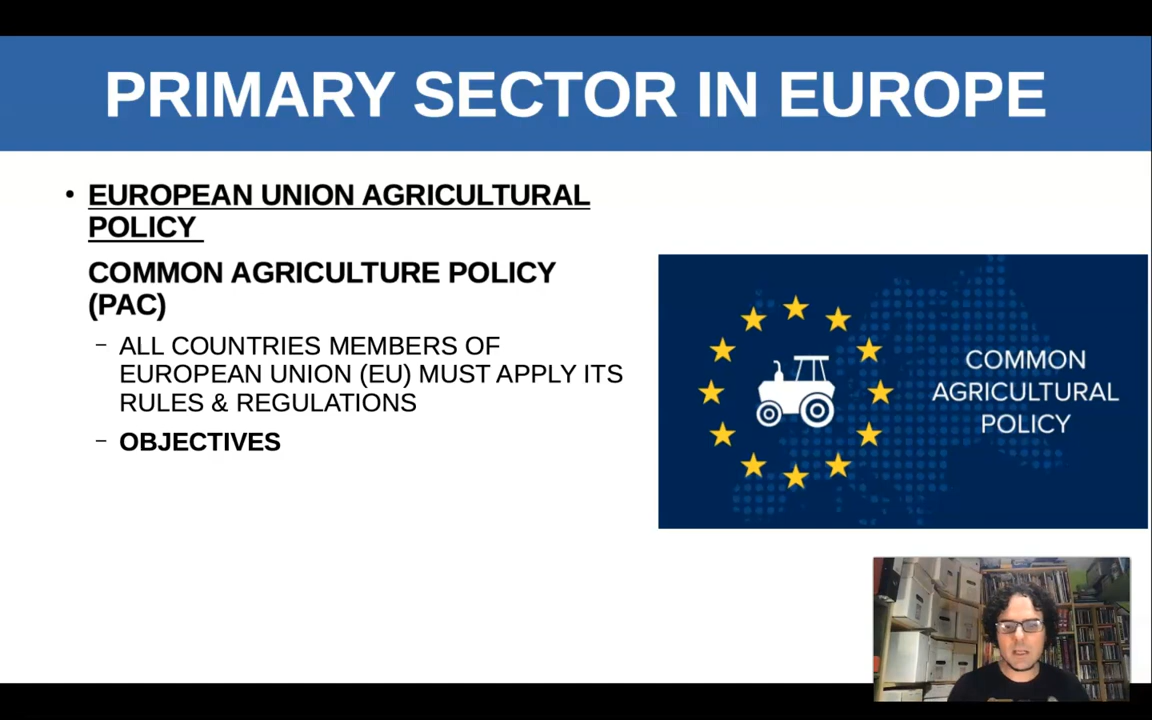 PRIMARY SECTOR IN EUROPE
• EUROPEAN UNION AGRICULTURAL
POLICY
COMMON AGRICULTURE POLICY
(PAC)
– ALL COUNTRIES MEMBERS OF
EUROPEAN UNION (EU) MUST APPLY ITS
RULES & REGULATIONS
– OBJECTIVES
COMMON
AGRICULTURAL
POLICY